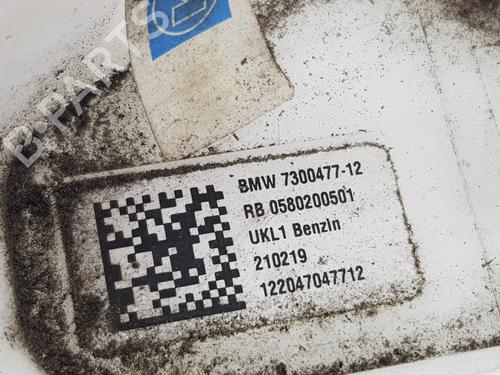 B-PARTS
BMW 7300477-12
RB 0580200501
UKL1 Benzin
210219
122047047712